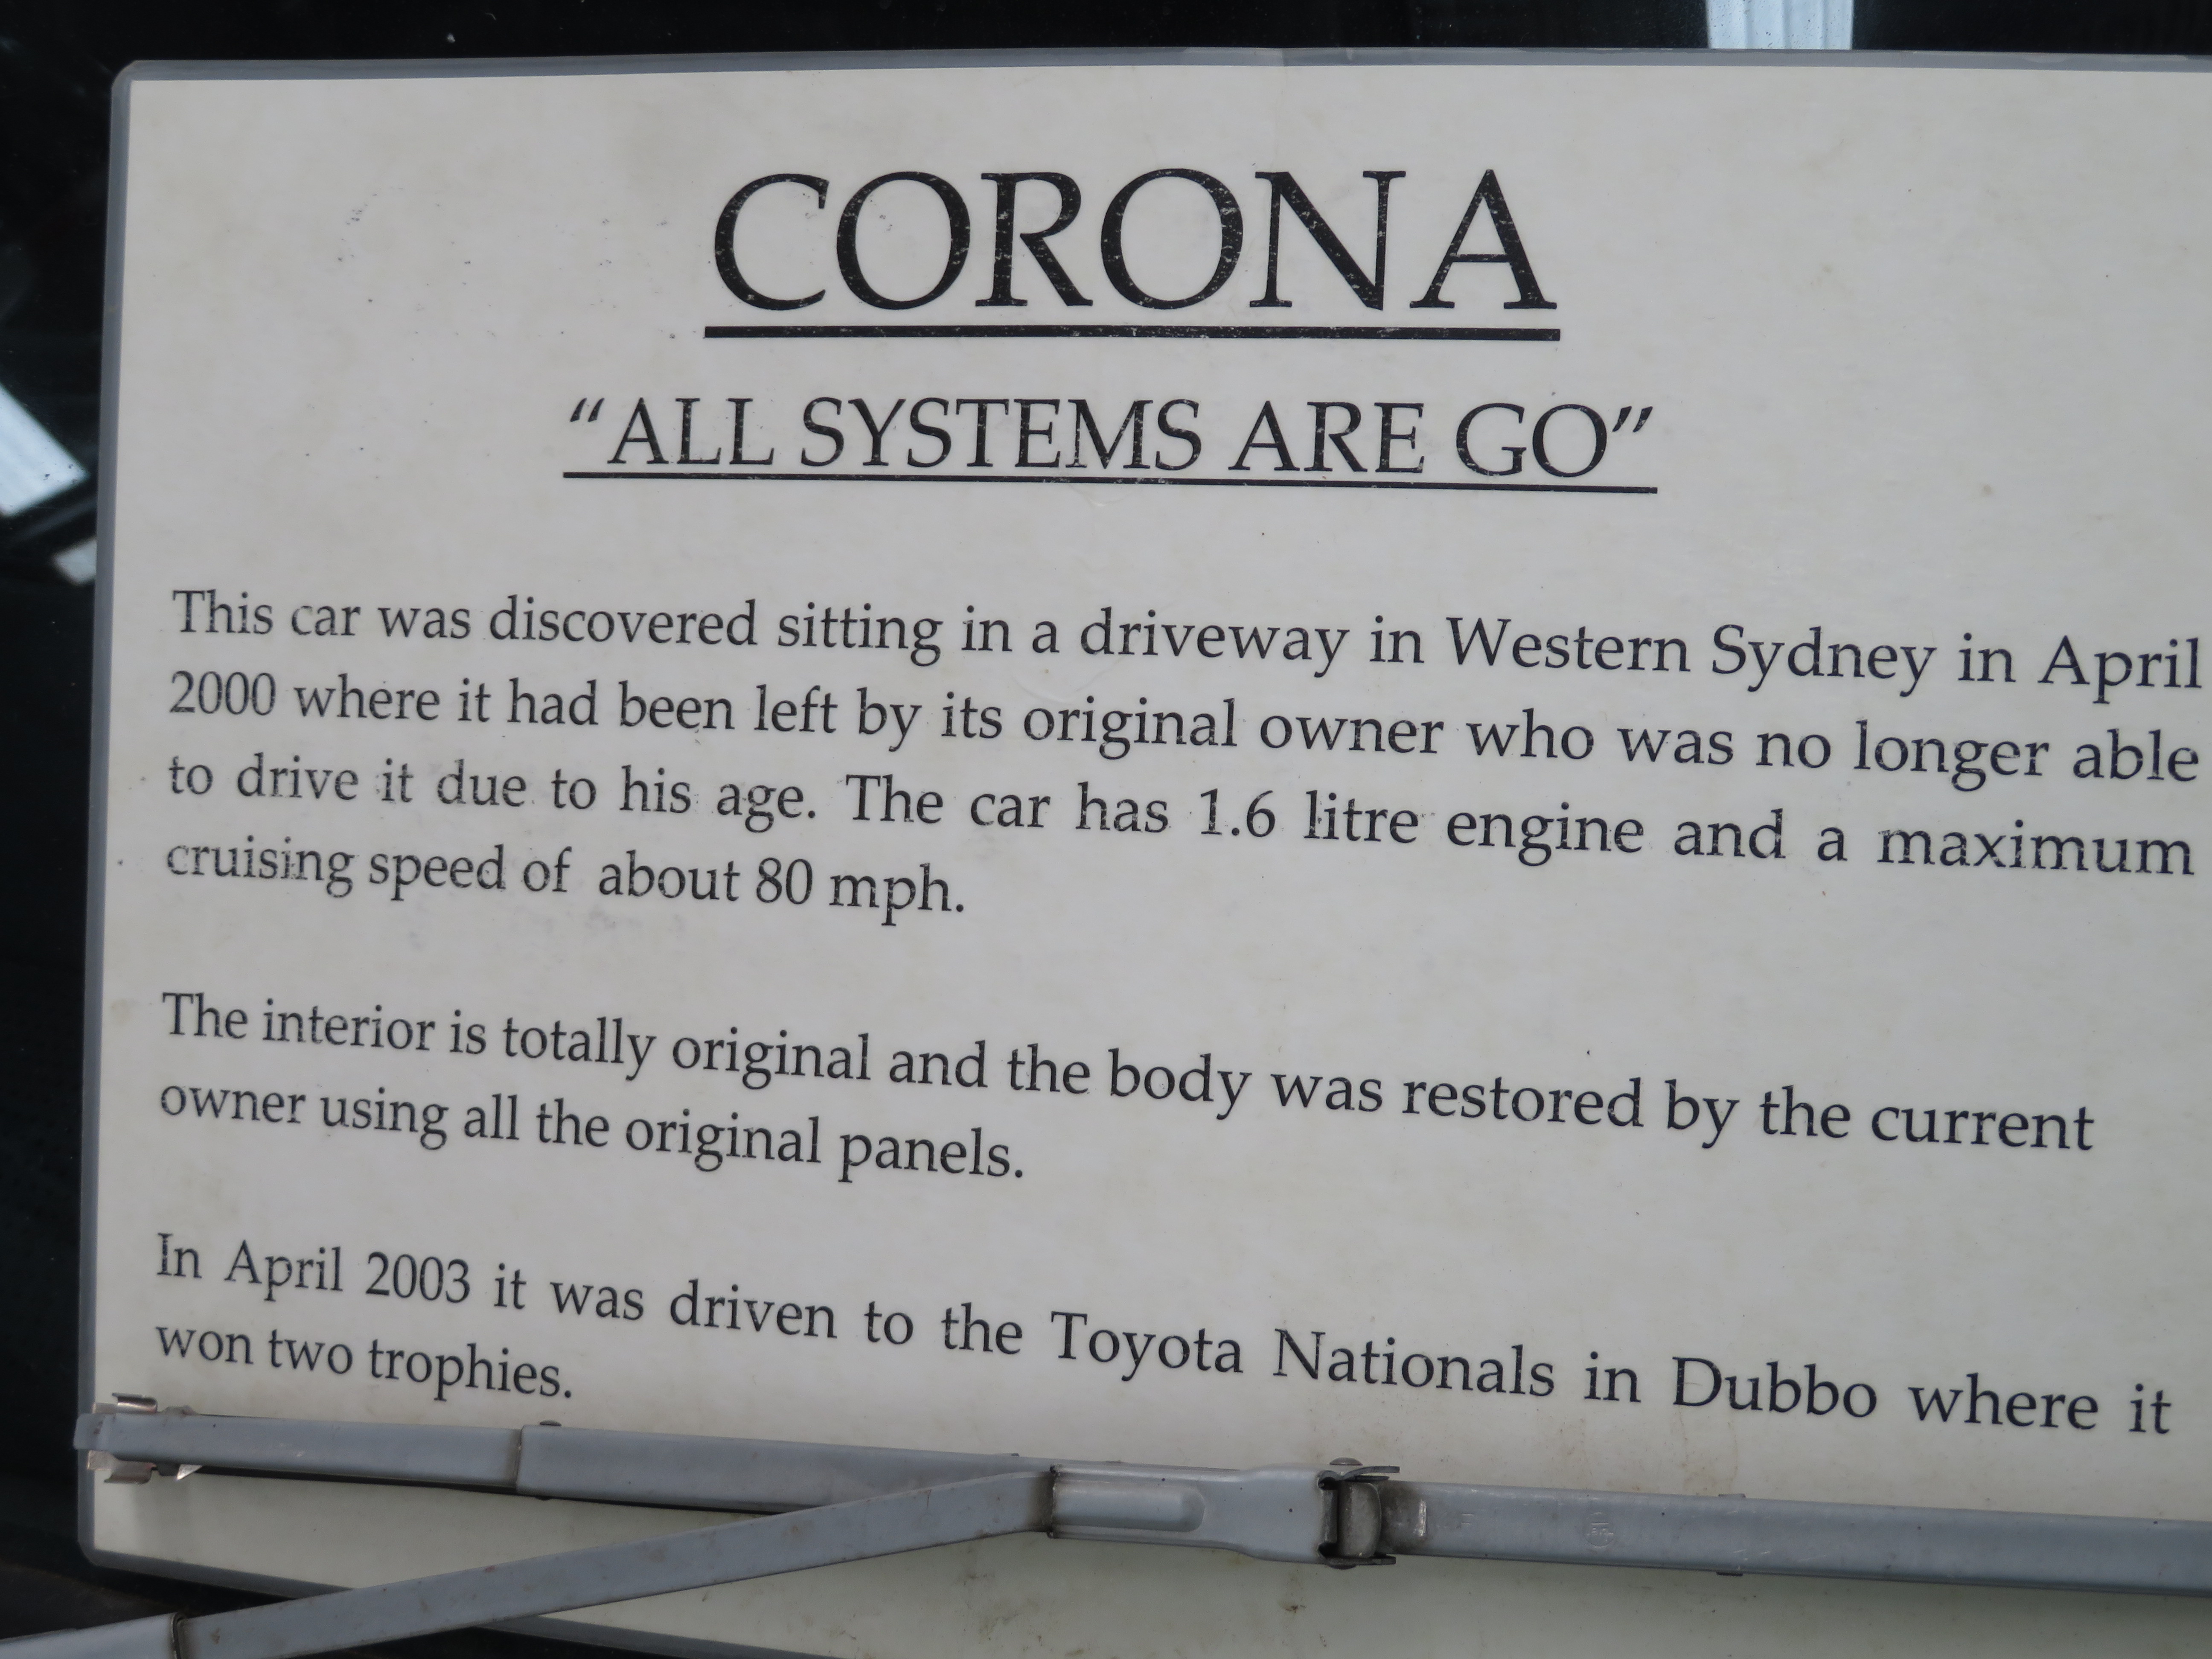 CORONA
“ALL SYSTEMS ARE GO”
This car was discovered sitting in a driveway in Western Sydney in April
2000 where it had been left by its original owner who was no longer able
to drive it due to his age. The car has 1.6 litre engine and a maximum
cruising speed of about 80 mph.
The interior is totally original and the body was restored by the current
owner using all the original panels.
In April 2003 it was driven to the Toyota Nationals in Dubbo where it
won two trophies.